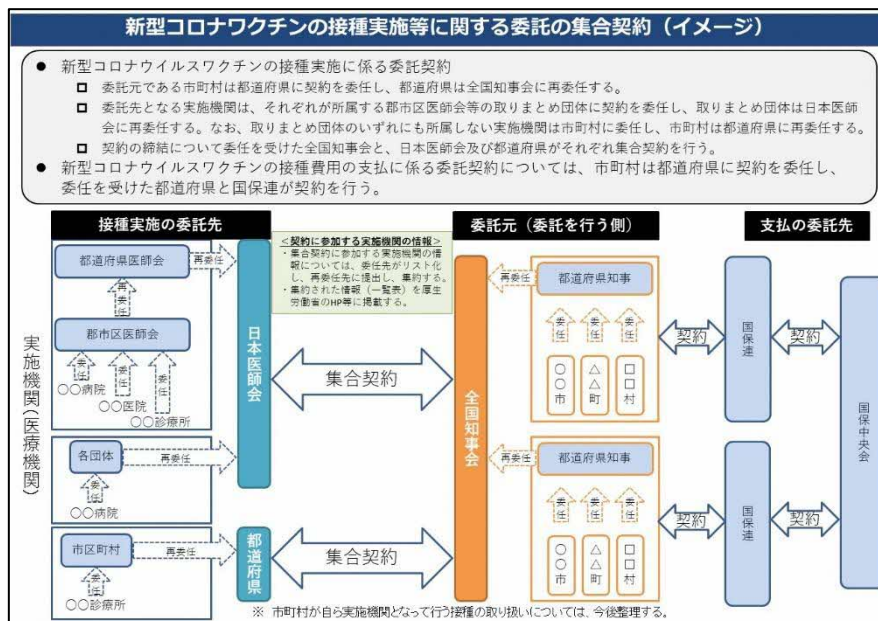 新型コロナワクチンの接種実施等に関する委託の集合契約（イメージ）
● 新型コロナウイルスワクチンの接種実施に係る委託契約
□ 委託元である市町村は都道府県に契約を委任し、都道府県は全国知事会に再委任する。
□ 委託先となる実施機関は、それぞれが所属する郡市区医師会等の取りまとめ団体に契約を委任し、取りまとめ団体は日本医師
会に再委任する。なお、取りまとめ団体のいずれにも所属しない実施機関は市町村に委任し、市町村は都道府県に再委任する。
□ 契約の締結について委任を受けた全国知事会と、日本医師会及び都道府県がそれぞれ集合契約を行う。
● 新型コロナウイルスワクチンの接種費用の支払に係る委託契約については、市町村は都道府県に契約を委任し、
委任を受けた都道府県と国保連が契約を行う。
接種実施の委託先
委託元（委託を行う側）
支払の委託先
＜契約に参加する実施機関の情報＞
・集合契約に参加する実施機関の情
報については、委任先がリスト化
し、再委任先に提出し、集約する。
・集約された情報（一覧表）を厚生
労働省のHP等に掲載する。
実施機関（医療機関）
都道府県医師会
再委任
再委任
郡市区医師会
委任
委任
委任
〇〇病院
〇〇医院
〇〇診療所
各団体
再委任
委任
〇〇病院
市区町村
再委任
委任
〇〇診療所
日本医師会
都道府県
集合契約
集合契約
全国知事会
再委任
都道府県知事
委任
委任
委任
〇〇市
△△町
□□村
再委任
都道府県知事
委任
委任
委任
〇〇市
△△町
□□村
契約
国保連
契約
契約
国保連
契約
国保中央会
※ 市町村が自ら実施機関となって行う接種の取り扱いについては、今後整理する。